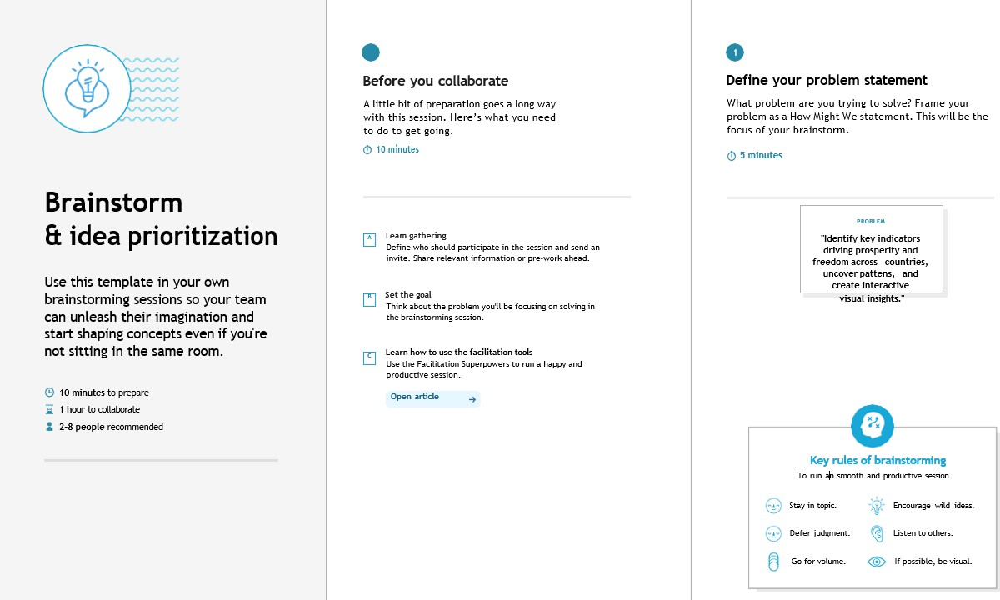 Brainstorm
& idea prioritization
Use this template in your own
brainstorming sessions so your team
can unleash their imagination and
start shaping concepts even if you're
not sitting in the same room.
10 minutes to prepare
1 hour to collaborate
2-8 people recommended
Before you collaborate
A little bit of preparation goes a long way
with this session. Here's what you need
to do to get going.
10 minutes
A
Team gathering
Define who should participate in the session and send an
invite. Share relevant information or pre-work ahead.
B
Set the goal
Think about the problem you'll be focusing on solving in
the brainstorming session.
C
Learn how to use the facilitation tools
Use the Facilitation Superpowers to run a happy and
productive session.
Open article
1
Define your problem statement
What problem are you trying to solve? Frame your
problem as a How Might We statement. This will be the
focus of your brainstorm.
5 minutes
PROBLEM
"Identify key indicators
driving prosperity and
freedom across countries,
uncover pattens, and
create interactive
visual insights."
Key rules of brainstorming
To run an smooth and productive session
Stay in topic.
Encourage wild ideas.
Defer judgment.
Listen to others.
Go for volume.
If possible, be visual.